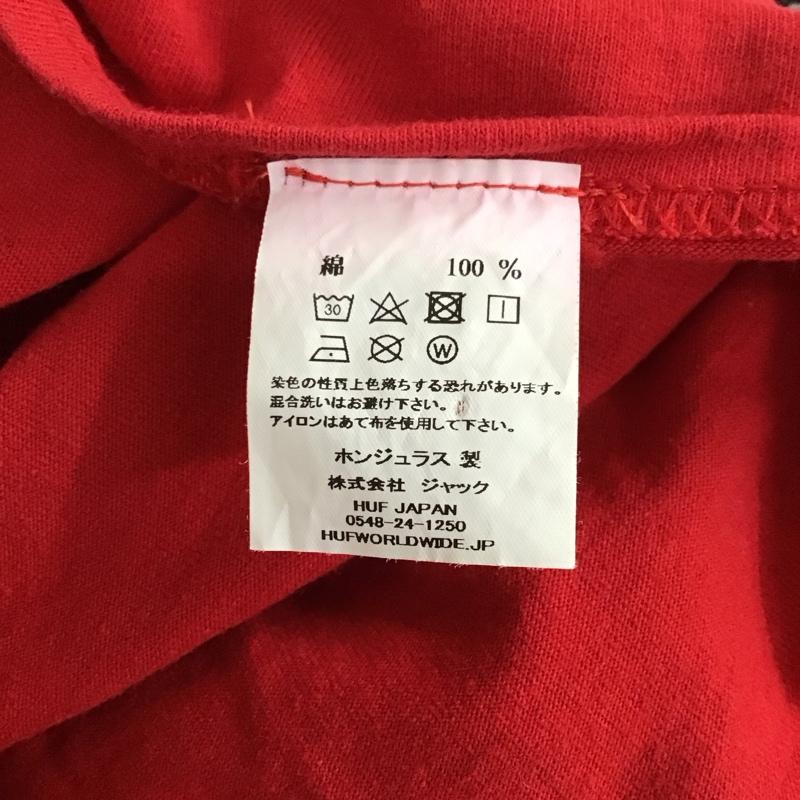 綿 100 %
30
W
染色の性質上色落ちする恐れがあります。
混合洗いはお避け下さい。
アイロンはあて布を使用して下さい。
ホンジュラス 製
株式会社 ジャック
HUF JAPAN
0548-24-1250
HUFWORLDWIDE.JP